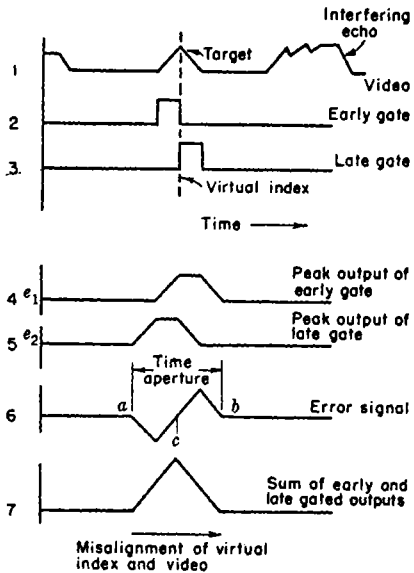 Interfering
echo
Target
1
Video
2
Early gate
3
Late gate
Virtual index
Time
4 e1
Peak output of
early gate
5 e2
Peak output of
late gate
Time
aperture
6
a
b
c
Error signal
7
Sum of early and
late gated outputs
Misalignment of virtual
index and video